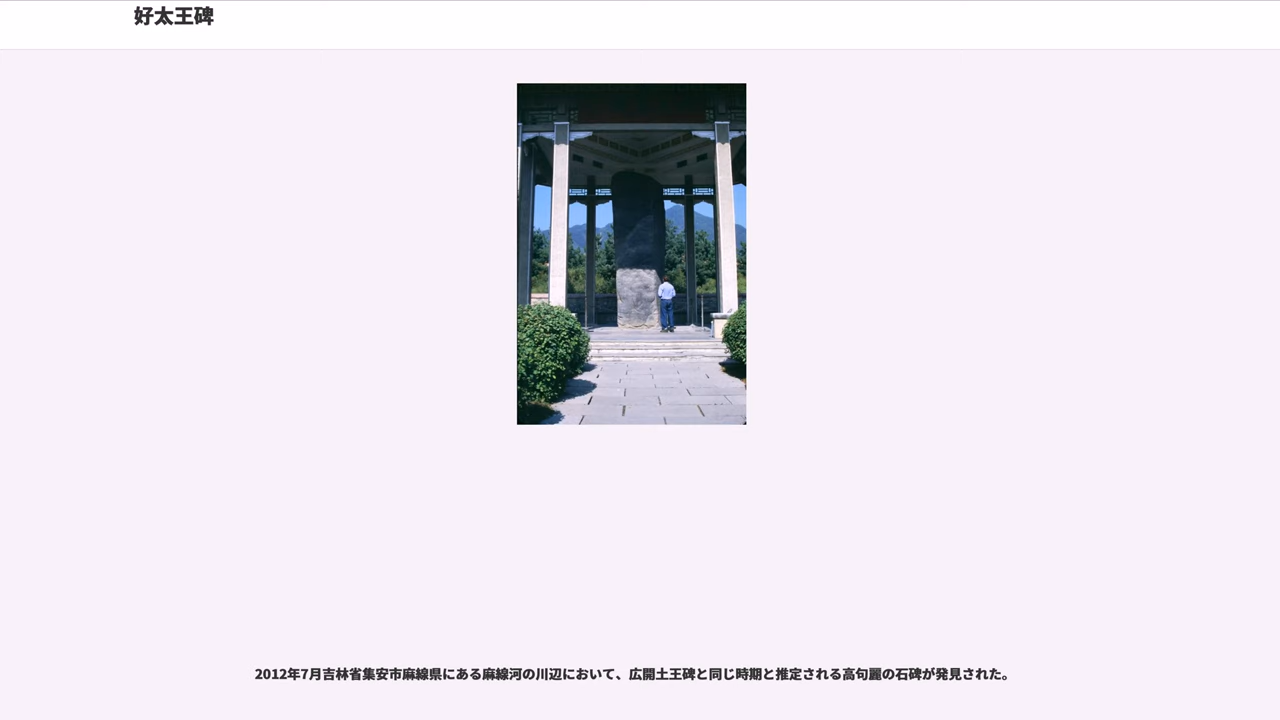 好太王碑
2012年7月吉林省集安市麻線県にある麻線河の川辺において、広開土王碑と同じ時期と推定される高句麗の石碑が発見された。